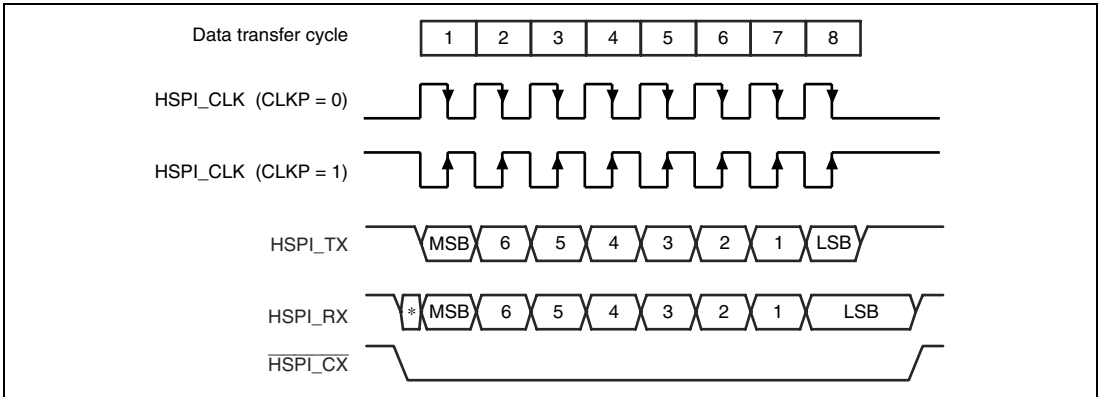 Data transfer cycle 1 2 3 4 5 6 7 8
HSPI_CLK (CLKP = 0)
HSPI_CLK (CLKP = 1)
HSPI_TX MSB 6 5 4 3 2 1 LSB
HSPI_RX * MSB 6 5 4 3 2 1 LSB
HSPI_CX